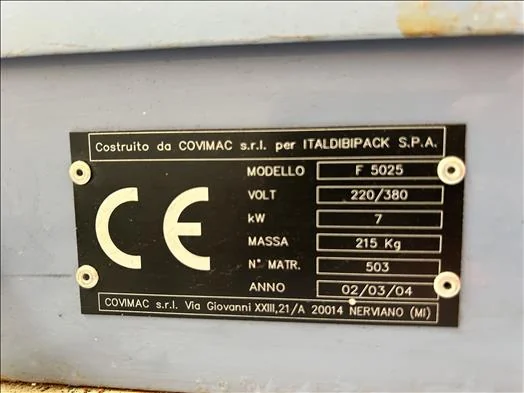 Costruito da COVIMAC s.r.l. per ITALDIBIPACK S.P.A.
CE
MODELLO F 5025
VOLT 220/380
kW 7
MASSA 215 Kg
N° MATR. 503
ANNO 02/03/04
COVIMAC s.r.l. Via Giovanni XXIII,21/A 20014 NERVIANO (MI)